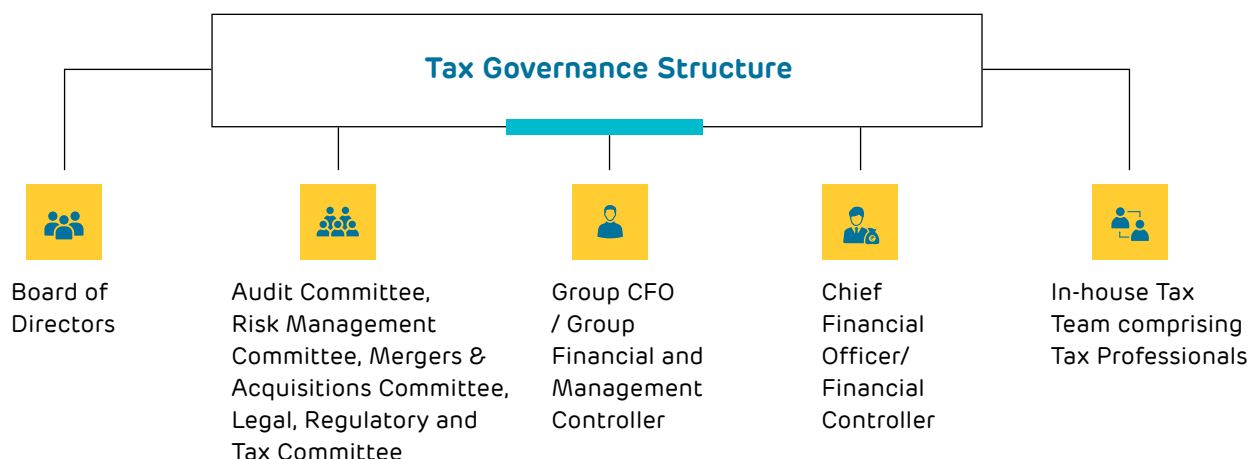 Tax Governance Structure
Board of
Directors
Audit Committee,
Risk Management
Committee, Mergers &
Acquisitions Committee,
Legal, Regulatory and
Tax Committee
Group CFO
/ Group
Financial and
Management
Controller
Chief
Financial
Officer/
Financial
Controller
In-house Tax
Team comprising
Tax Professionals